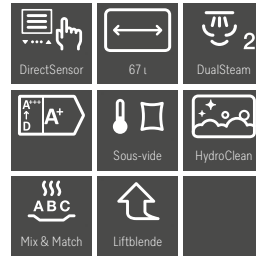 DirectSensor
67 l
2
DualSteam
A+++
D
A+
Sous-vide
HydroClean
ABC
Mix & Match
Liftblende